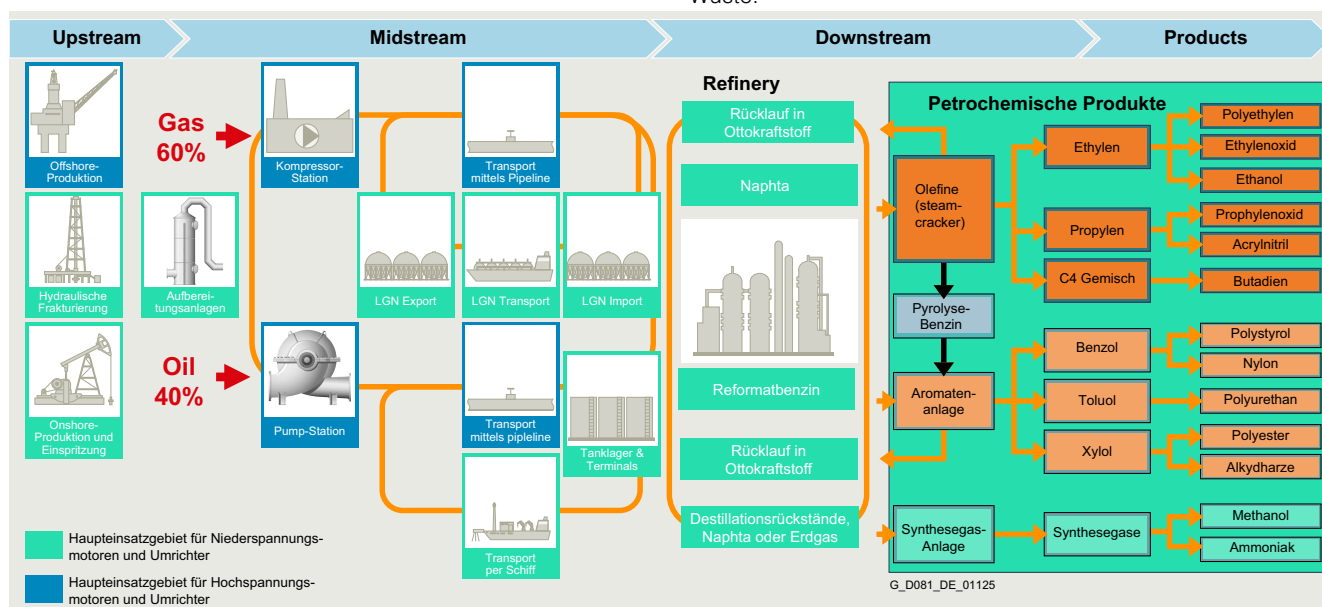 Upstream
Midstream
Downstream
Products
Offshore-
Produktion
Hydraulische
Frakturierung
Onshore-
Produktion und
Einspritzung
Aufberei-
tungsanlagen
Gas
60%
Oil
40%
Kompressor-
Station
Transport
mittels Pipeline
LGN Export
LGN Transport
LGN Import
Pump-Station
Transport
mittels pipleline
Tanklager &
Terminals
Transport
per Schiff
Refinery
Rücklauf in
Ottokraftstoff
Naphta
Reformatbenzin
Rücklauf in
Ottokraftstoff
Destillationsrückstände,
Naphta oder Erdgas
Petrochemische Produkte
Olefine
(steam-
cracker)
Pyrolyse-
Benzin
Aromaten-
anlage
Synthesegas-
Anlage
Ethylen
Propylen
C4 Gemisch
Benzol
Toluol
Xylol
Synthesegase
Polyethylen
Ethylenoxid
Ethanol
Prophylenoxid
Acrylnitril
Butadien
Polystyrol
Nylon
Polyurethan
Polyester
Alkydharze
Methanol
Ammoniak
Haupteinsatzgebiet für Niederspannungs-
motoren und Umrichter
Haupteinsatzgebiet für Hochspannungs-
motoren und Umrichter
G_D081_DE_01125